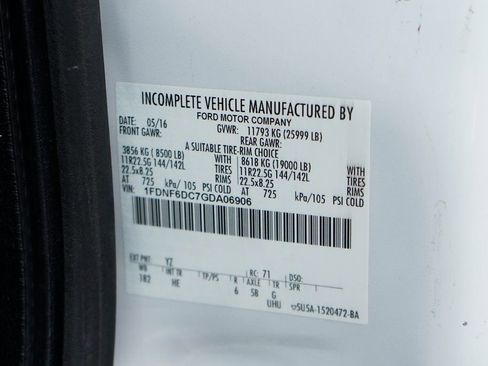 INCOMPLETE VEHICLE MANUFACTURED BY
FORD MOTOR COMPANY
DATE: 05/16 GVWR: 11793 KG (25999 LB)
FRONT GAWR: REAR GAWR:
A SUITABLE TIRE-RIM CHOICE
3856 KG ( 8500 LB) WITH 8618 KG (19000 LB) WITH
11R22.5G 144/142L TIRES 11R22.5G 144/142L TIRES
22.5x8.25 RIMS 22.5x8.25 RIMS
AT 725 kPa/105 PSI COLD AT 725 kPa/105 PSI COLD
VIN: 1FDNF6DC7GDA06906
EXT PNT: YZ RC: 71 DSO:
WB INT TR TP/PS R AXLE TR SPR
182 HE 6 5B G
UHU 5U5A-1520472-BA